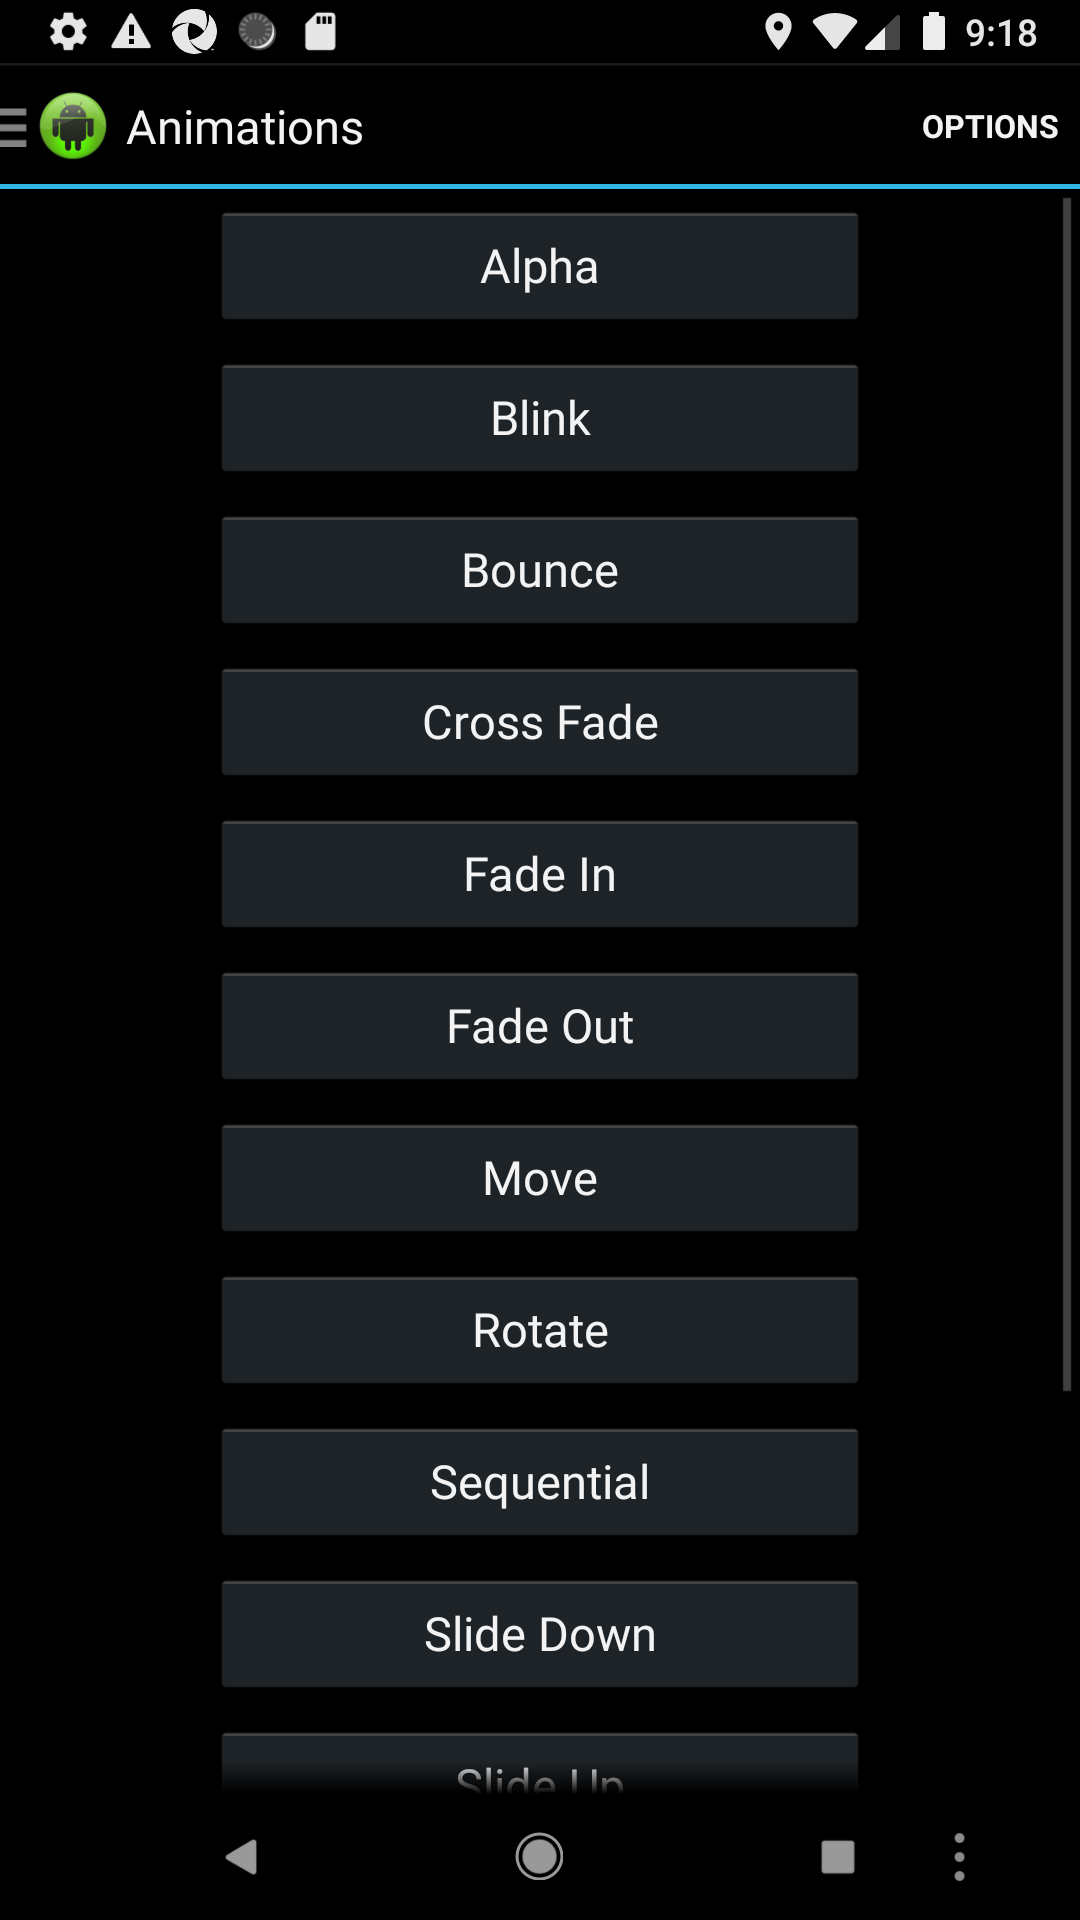 9:18
Animations
OPTIONS
Alpha
Blink
Bounce
Cross Fade
Fade In
Fade Out
Move
Rotate
Sequential
Slide Down
Slide Up